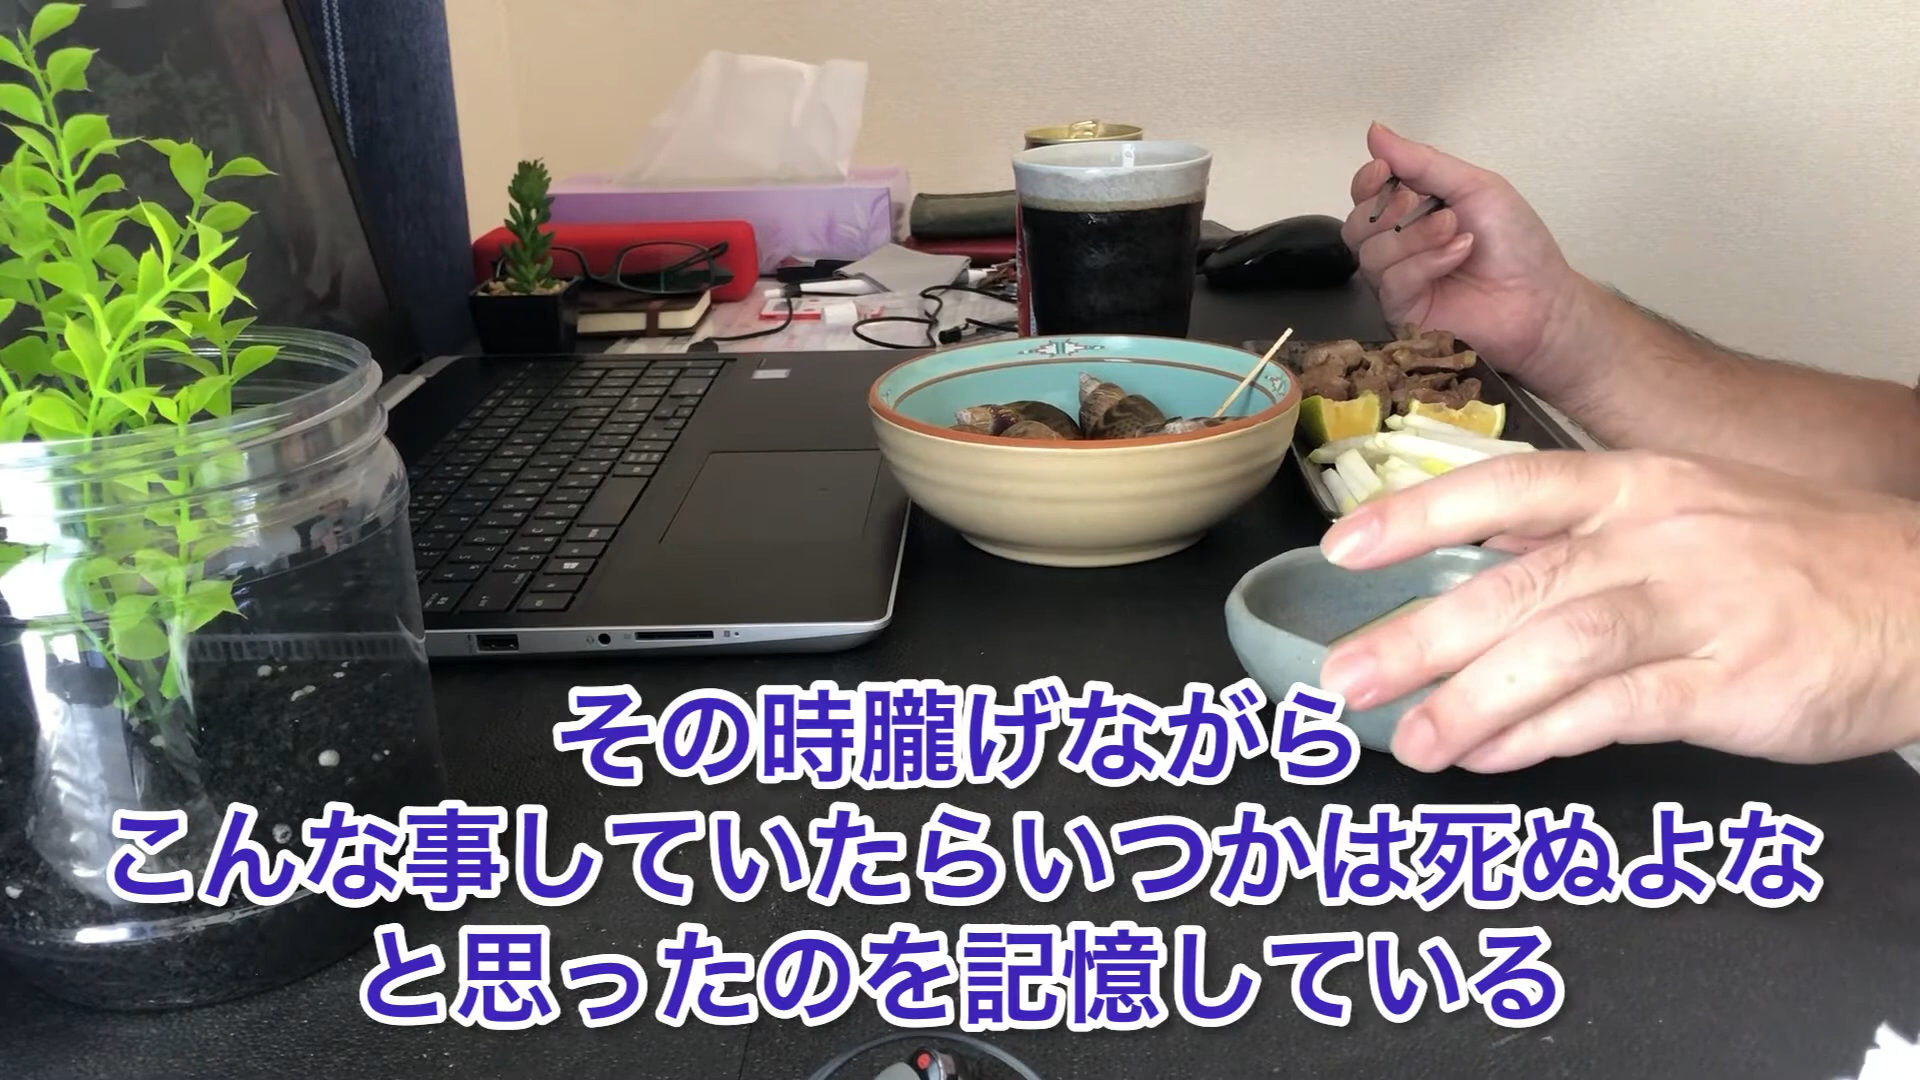 その時朧げながら
こんな事していたらいつかは死ぬよな
と思ったのを記憶している